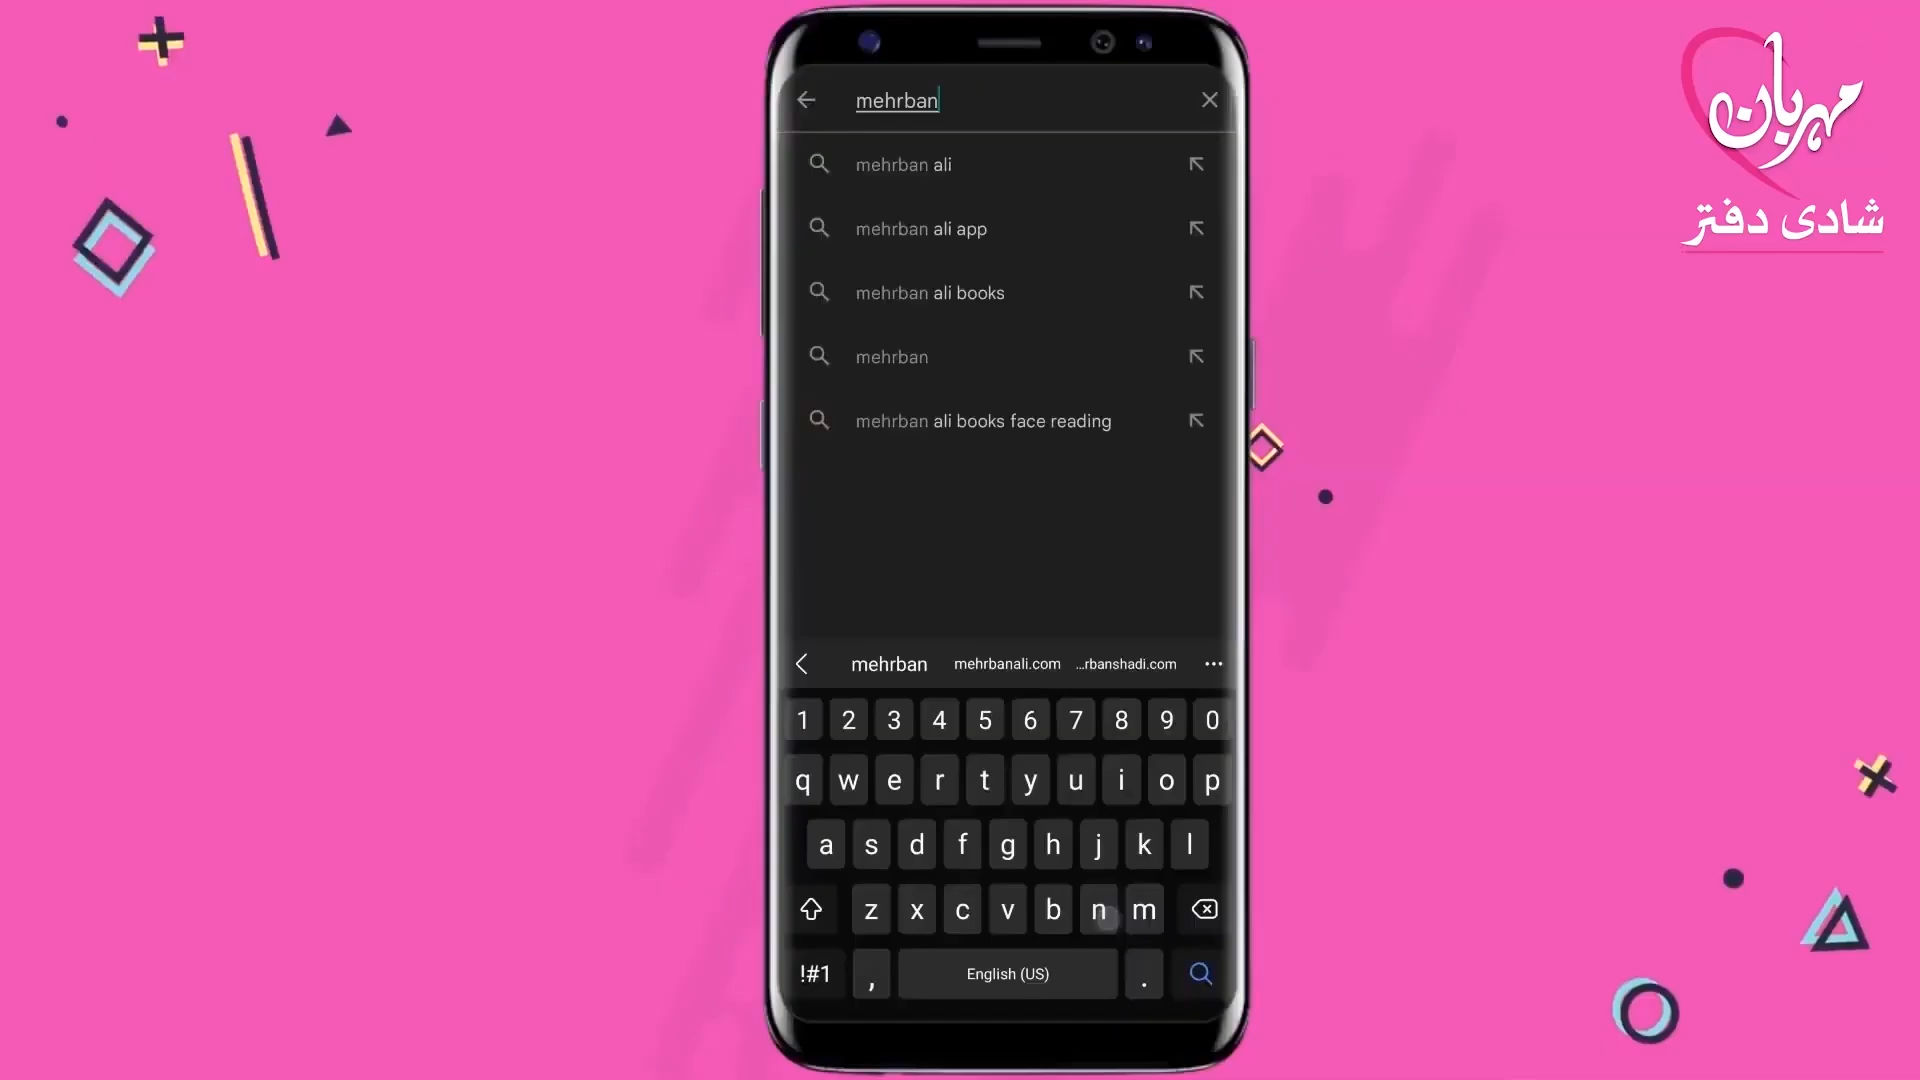 mehrban
mehrban ali
mehrban ali app
mehrban ali books
mehrban
mehrban ali books face reading
mehrban mehrbanali.com ...rbanshadi.com ...
1 2 3 4 5 6 7 8 9 0
q w e r t y u i o p
a s d f g h j k l
z x c v b n m
!#1 , English (US) .
مہربان
شادی دفتر